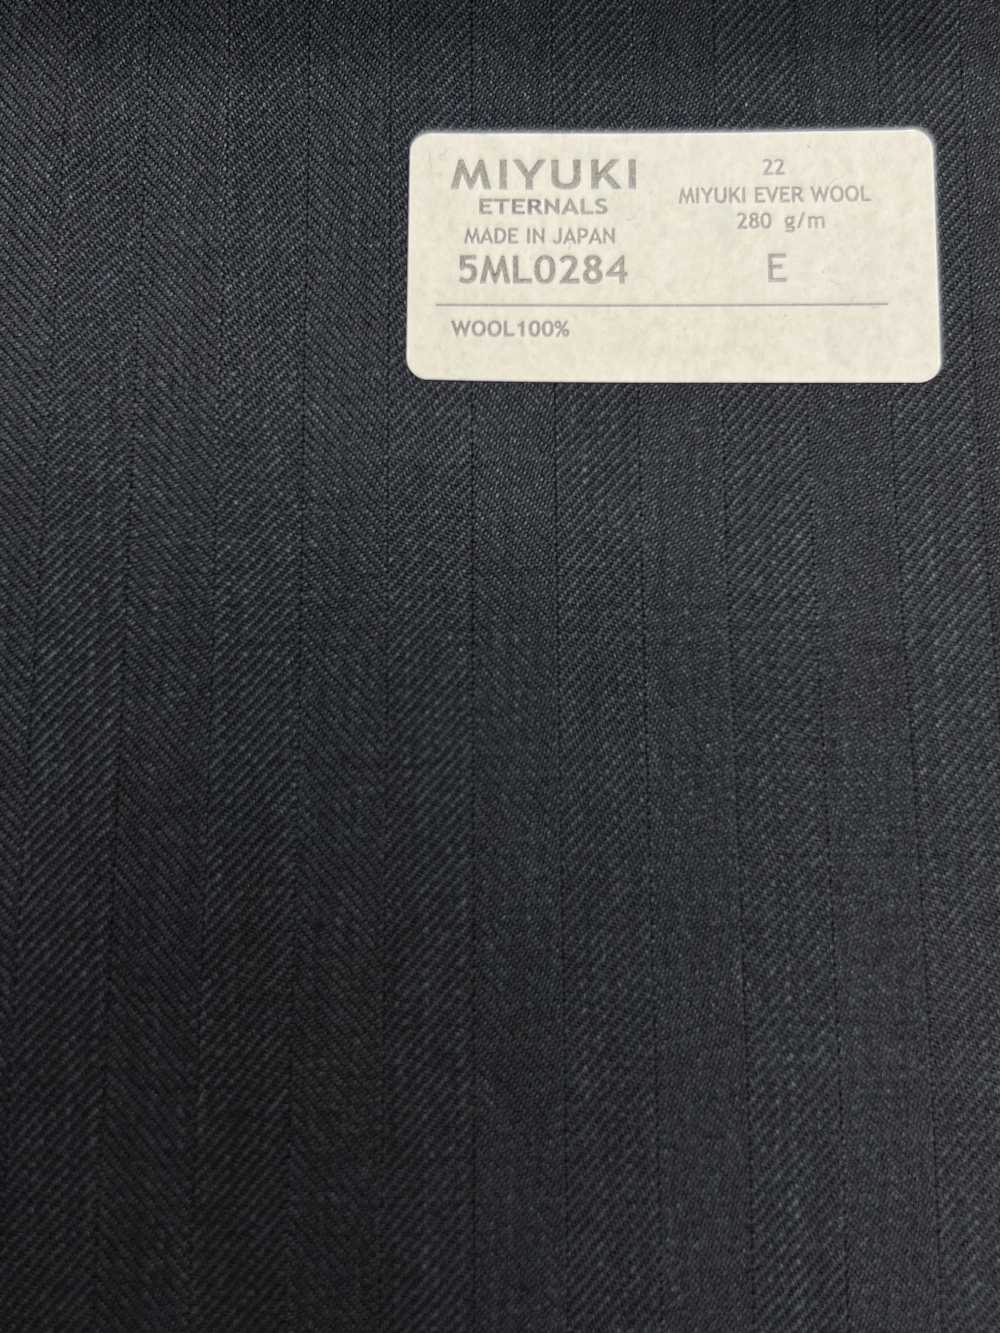 MIYUKI
ETERNALS
MADE IN JAPAN
5ML0284
22
MIYUKI EVER WOOL
280 g/m
E
WOOL100%